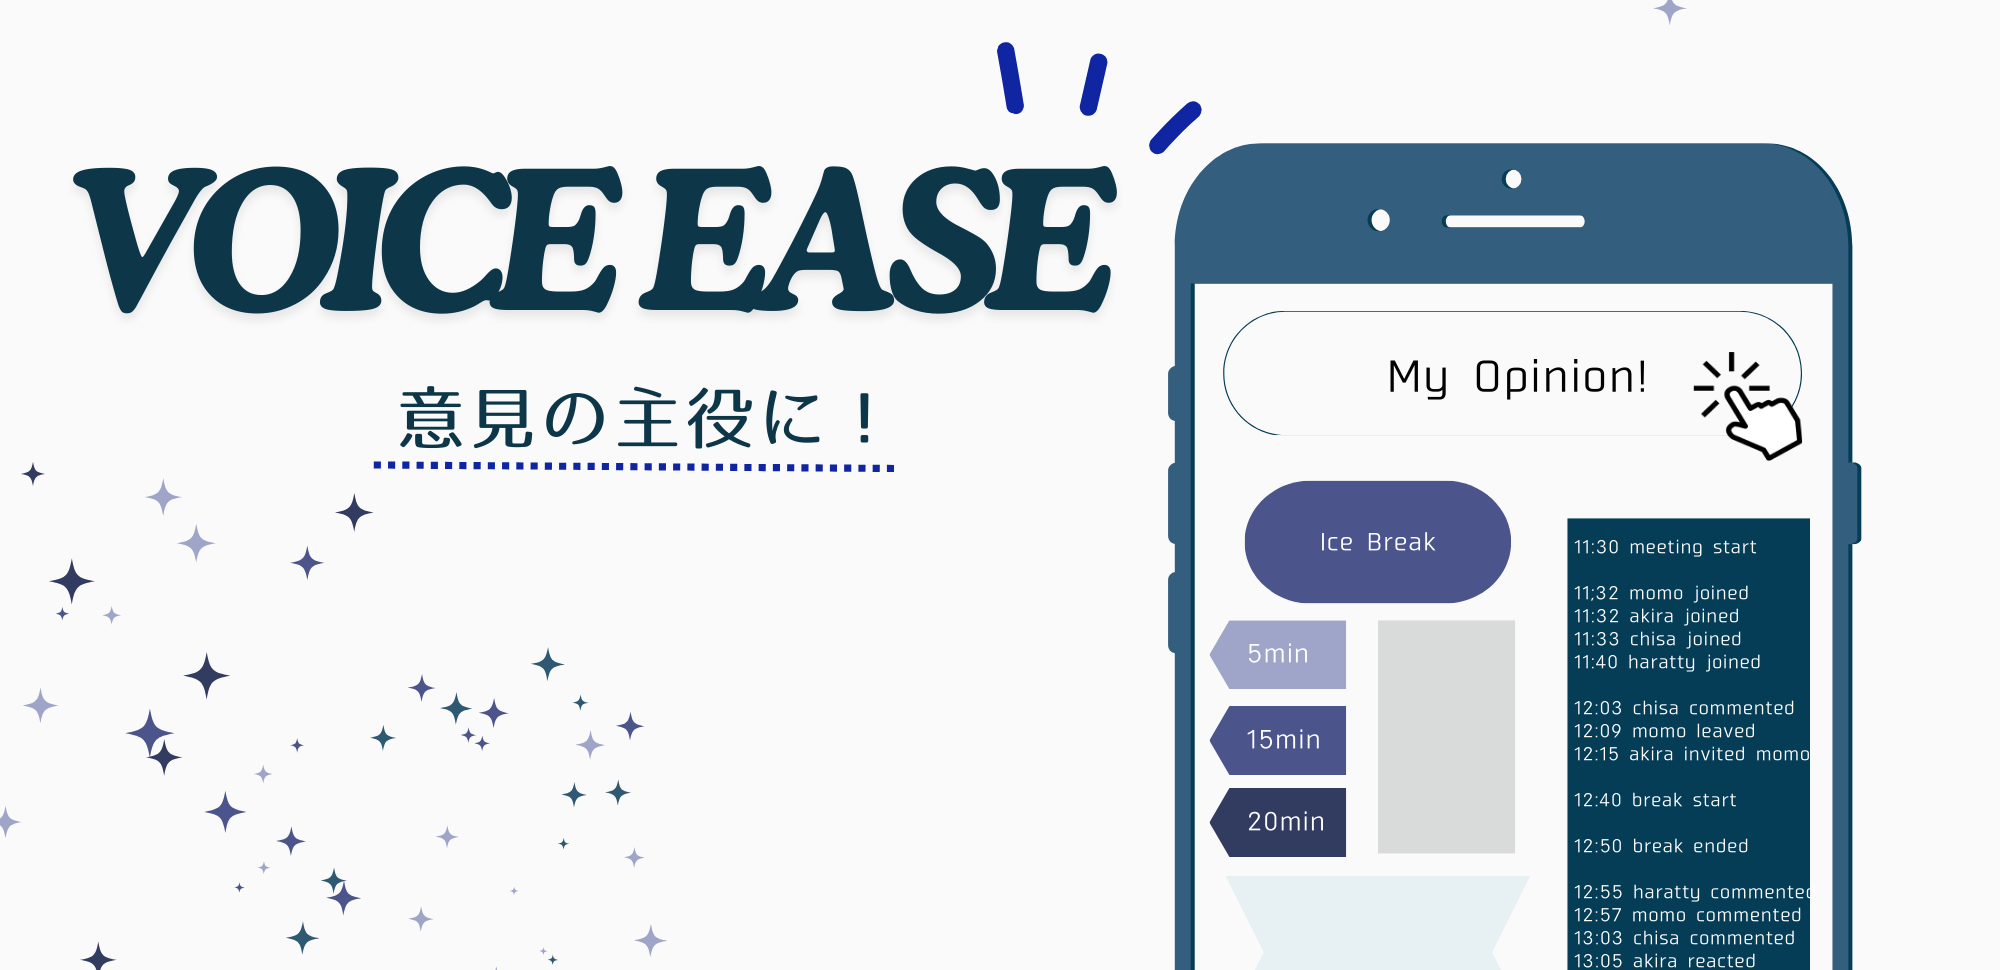 VOICE EASE
意見の主役に！
My Opinion!
Ice Break
5min
15min
20min
11:30 meeting start
11;32 momo joined
11:32 akira joined
11:33 chisa joined
11:40 haratty joined
12:03 chisa commented
12:09 momo leaved
12:15 akira invited momo
12:40 break start
12:50 break ended
12:55 haratty commented
12:57 momo commented
13:03 chisa commented
13:05 akira reacted